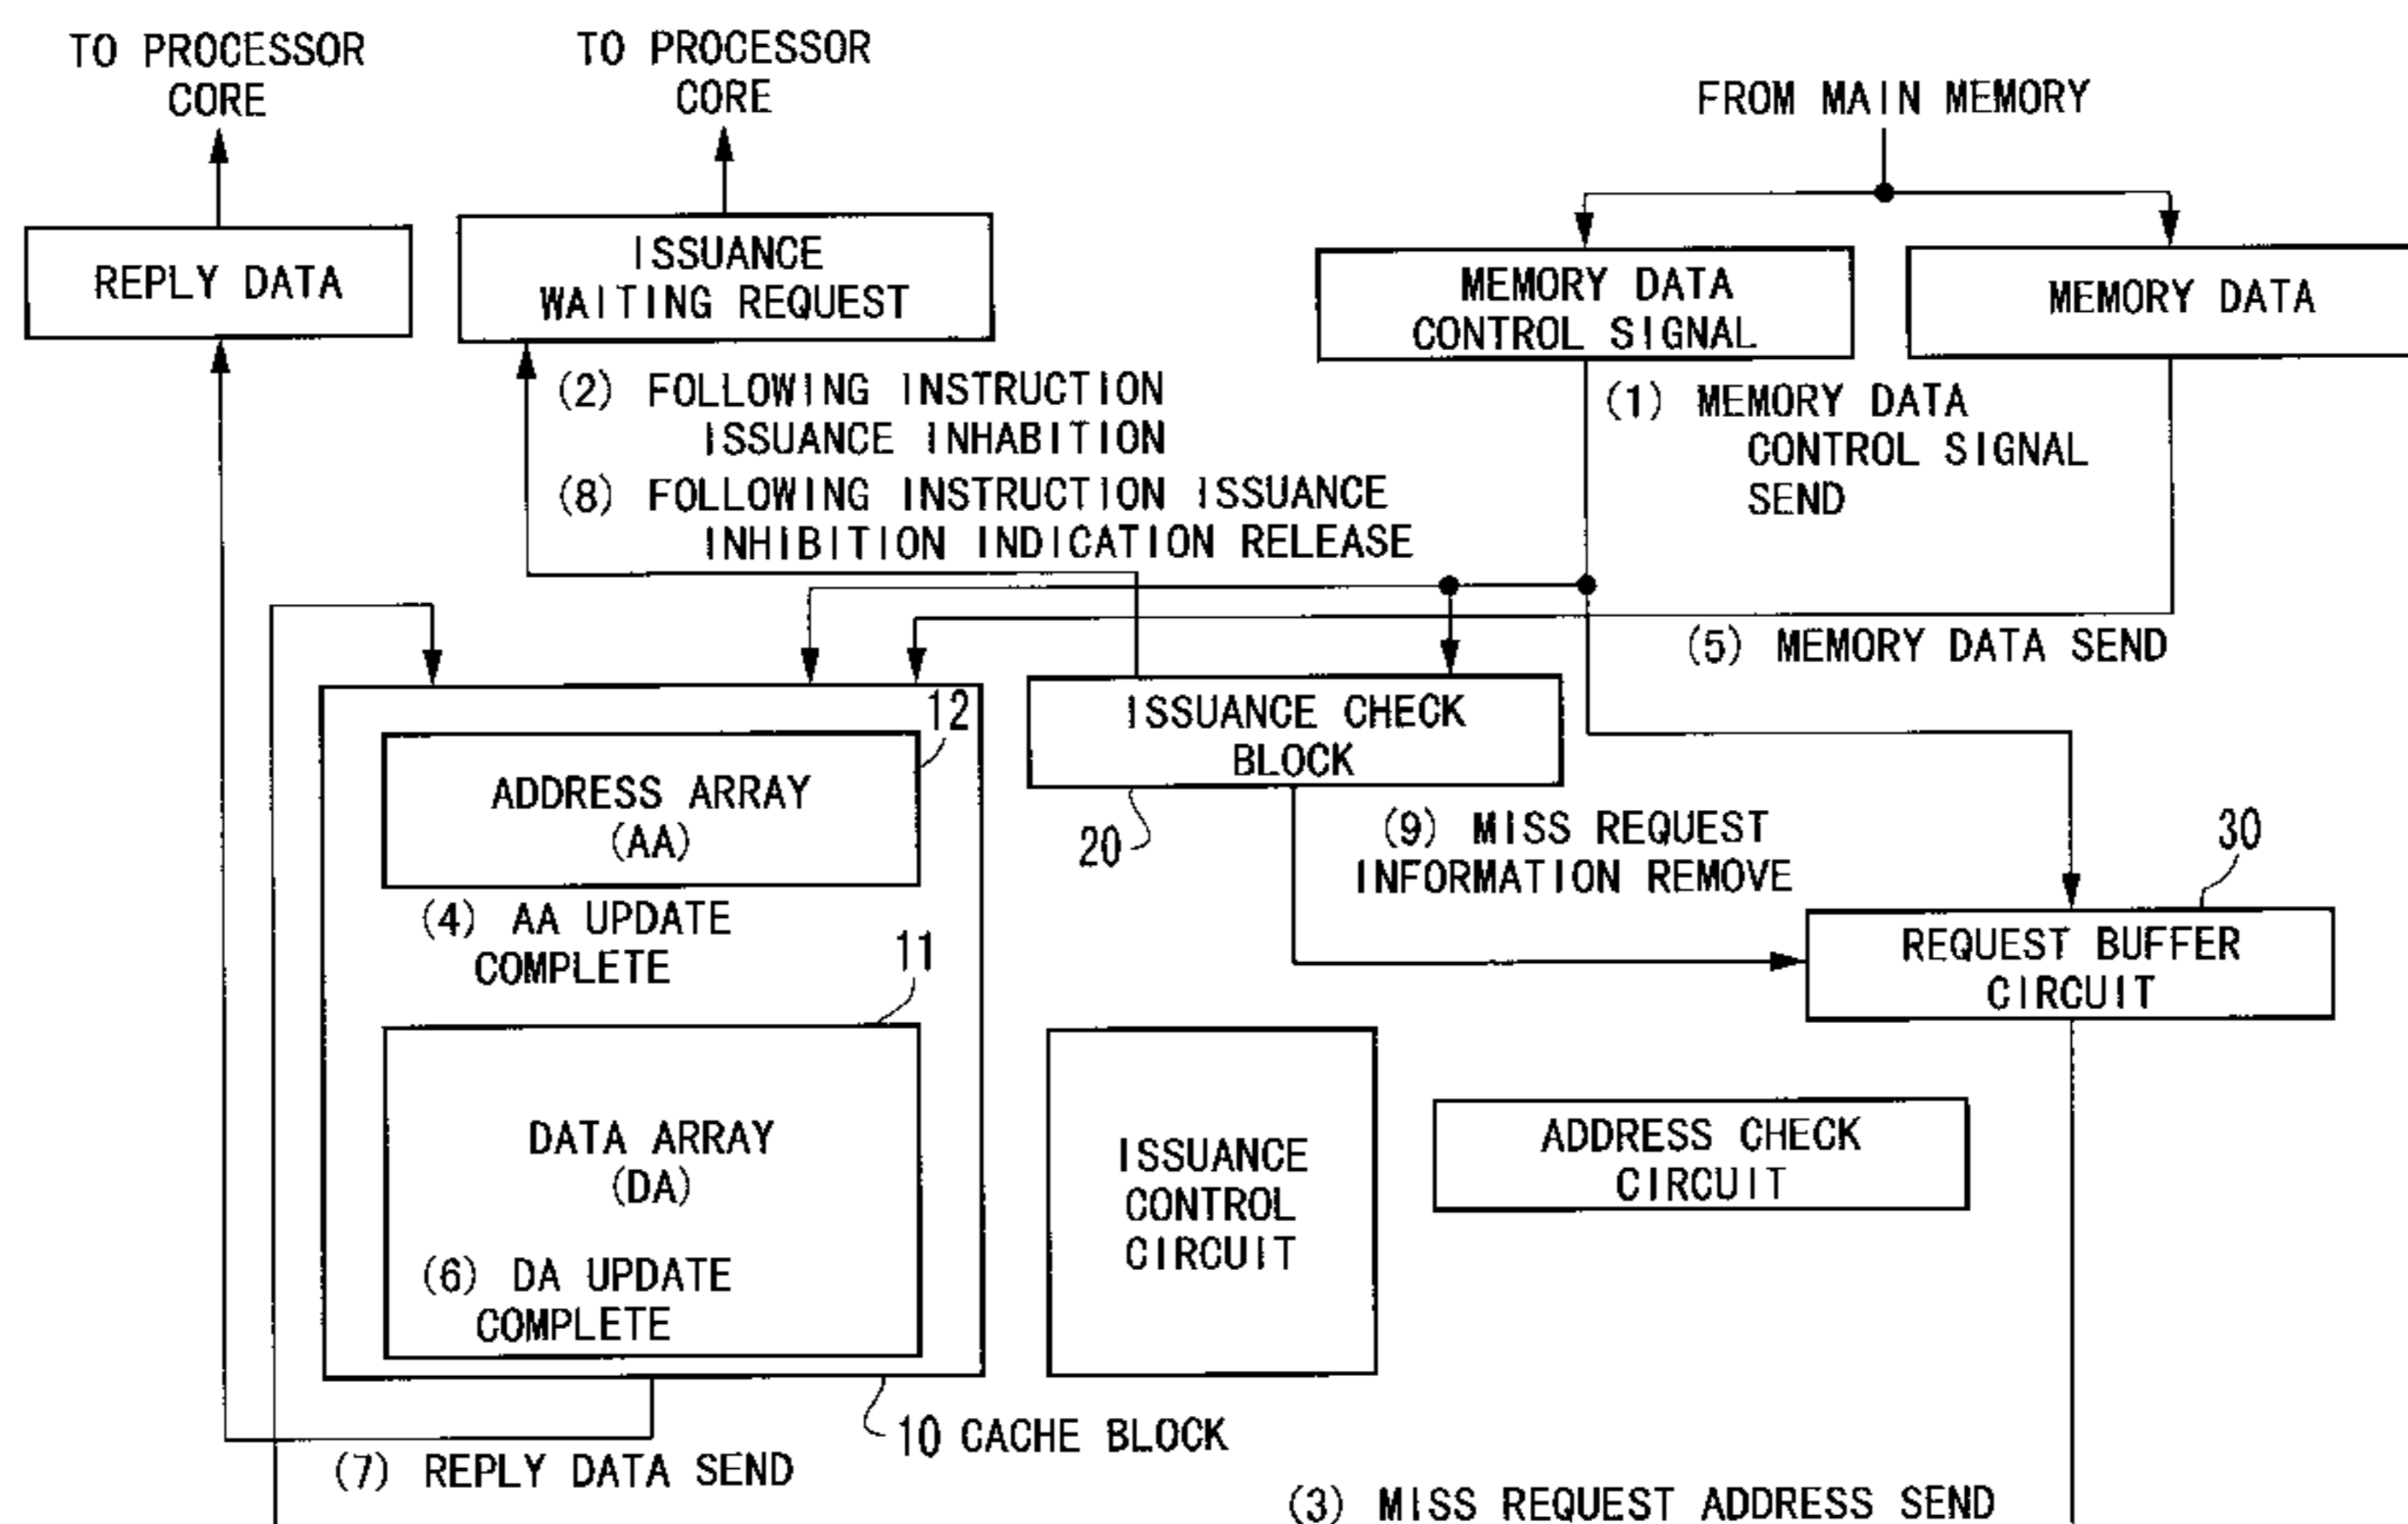 TO PROCESSOR
CORE
TO PROCESSOR
CORE
FROM MAIN MEMORY
REPLY DATA
ISSUANCE
WAITING REQUEST
MEMORY DATA
CONTROL SIGNAL
MEMORY DATA
(2) FOLLOWING INSTRUCTION
ISSUANCE INHABITION
(8) FOLLOWING INSTRUCTION ISSUANCE
INHIBITION INDICATION RELEASE
(1) MEMORY DATA
CONTROL SIGNAL
SEND
(5) MEMORY DATA SEND
12
ISSUANCE CHECK
BLOCK
20
ADDRESS ARRAY
(AA)
(4) AA UPDATE
COMPLETE
(9) MISS REQUEST
INFORMATION REMOVE
30
REQUEST BUFFER
CIRCUIT
11
DATA ARRAY
(DA)
(6) DA UPDATE
COMPLETE
ISSUANCE
CONTROL
CIRCUIT
ADDRESS CHECK
CIRCUIT
10 CACHE BLOCK
(7) REPLY DATA SEND
(3) MISS REQUEST ADDRESS SEND